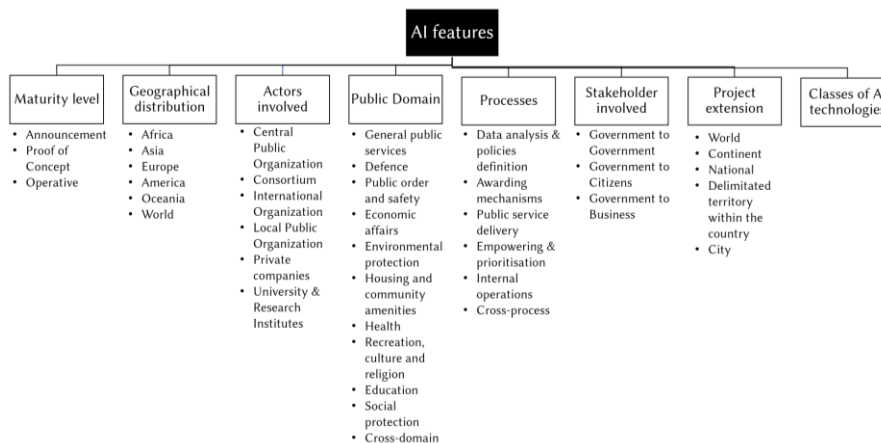 AI features
Maturity level
• Announcement
• Proof of
Concept
• Operative
Geographical
distribution
• Africa
• Asia
• Europe
• America
• Oceania
• World
Actors
involved
• Central
Public
Organization
• Consortium
• International
Organization
• Local Public
Organization
• Private
companies
• University &
Research
Institutes
Public Domain
• General public
services
• Defence
• Public order
and safety
• Economic
affairs
• Environmental
protection
• Housing and
community
amenities
• Health
• Recreation,
culture and
religion
• Education
• Social
protection
• Cross-domain
Processes
• Data analysis &
policies
definition
• Awarding
mechanisms
• Public service
delivery
• Empowering &
prioritisation
• Internal
operations
• Cross-process
Stakeholder
involved
• Government to
Government
• Government to
Citizens
• Government to
Business
Project
extension
• World
• Continent
• National
• Delimitated
territory
within the
country
• City
Classes of A
technologies